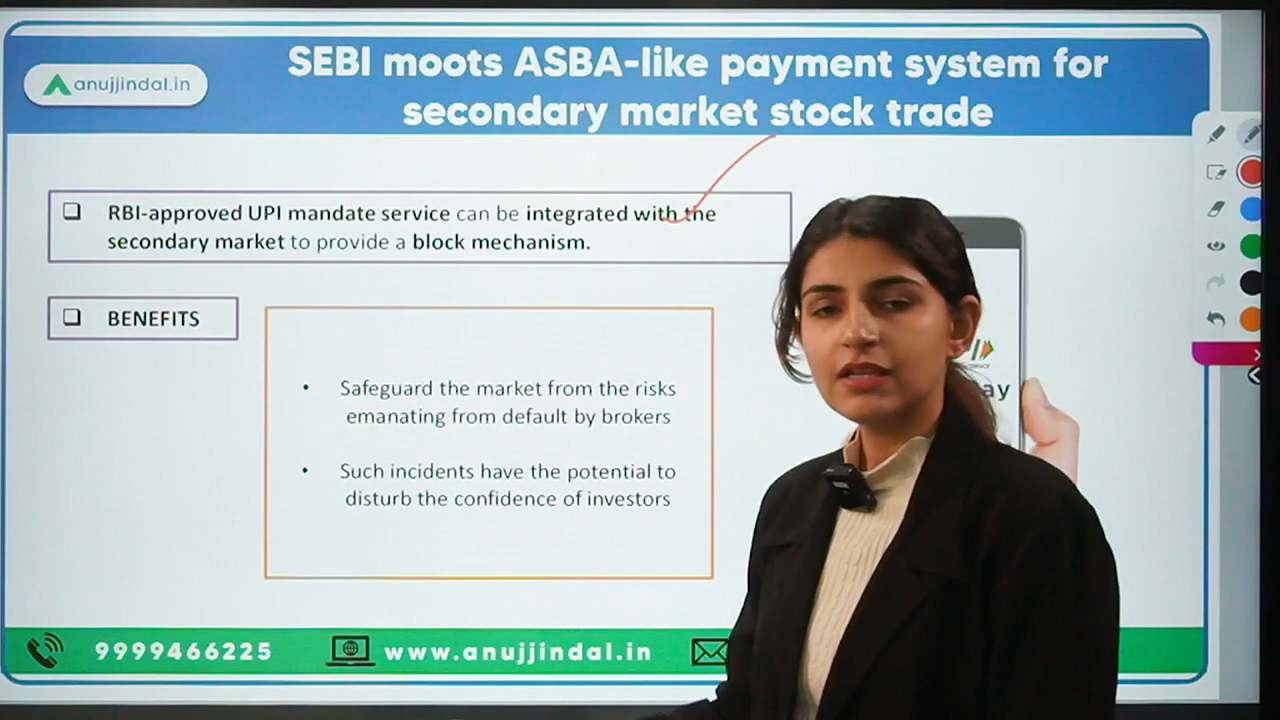 SEBI moots ASBA-like payment system for
secondary market stock trade
anujjindal.in
RBI-approved UPI mandate service can be integrated with the
secondary market to provide a block mechanism.
BENEFITS
• Safeguard the market from the risks
emanating from default by brokers
• Such incidents have the potential to
disturb the confidence of investors
ay
9999466225
www.anujjindal.in